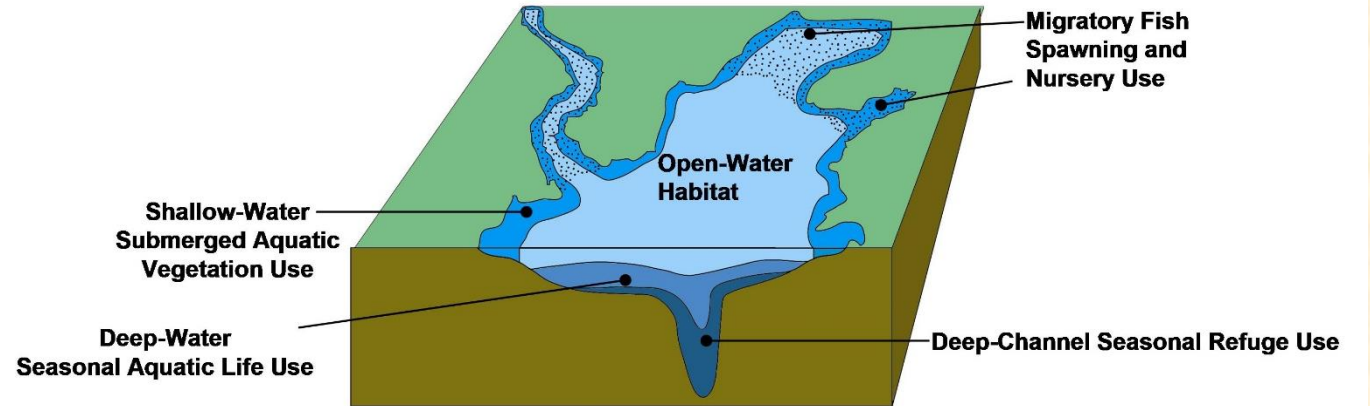 Migratory Fish
Spawning and
Nursery Use
Open-Water
Habitat
Shallow-Water
Submerged Aquatic
Vegetation Use
Deep-Water
Seasonal Aquatic Life Use
Deep-Channel Seasonal Refuge Use